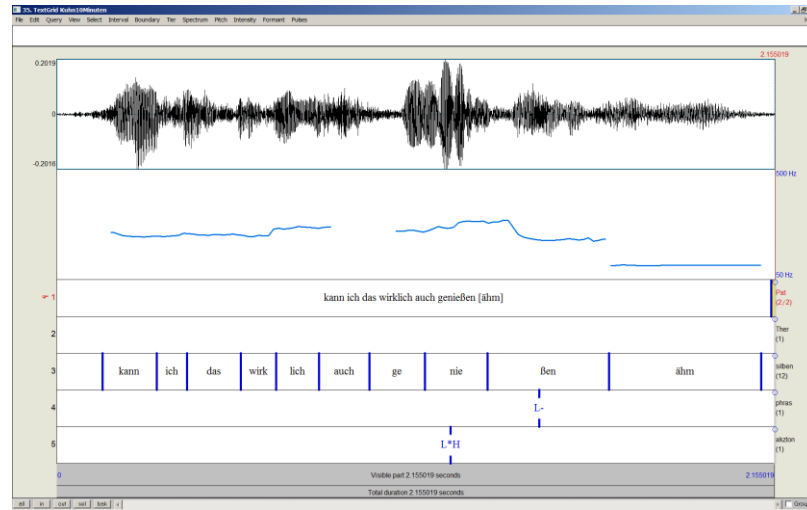 35. TextGrid Kuhn10Minuten
File Edit Query View Select Interval Boundary Tier Spectrum Pitch Intensity Formant Pulses
2.155019
0.2019
0
-0.2016
500 Hz
50 Hz
1 kann ich das wirklich auch genießen [ähm] Pat (2/2)
2 Ther (1)
3 kann ich das wirk lich auch ge nie ßen ähm silben (12)
4 L- phras (1)
5 L*H akzton (1)
0 Visible part 2.155019 seconds 2.155019
Total duration 2.155019 seconds
all in out sel bak Grou